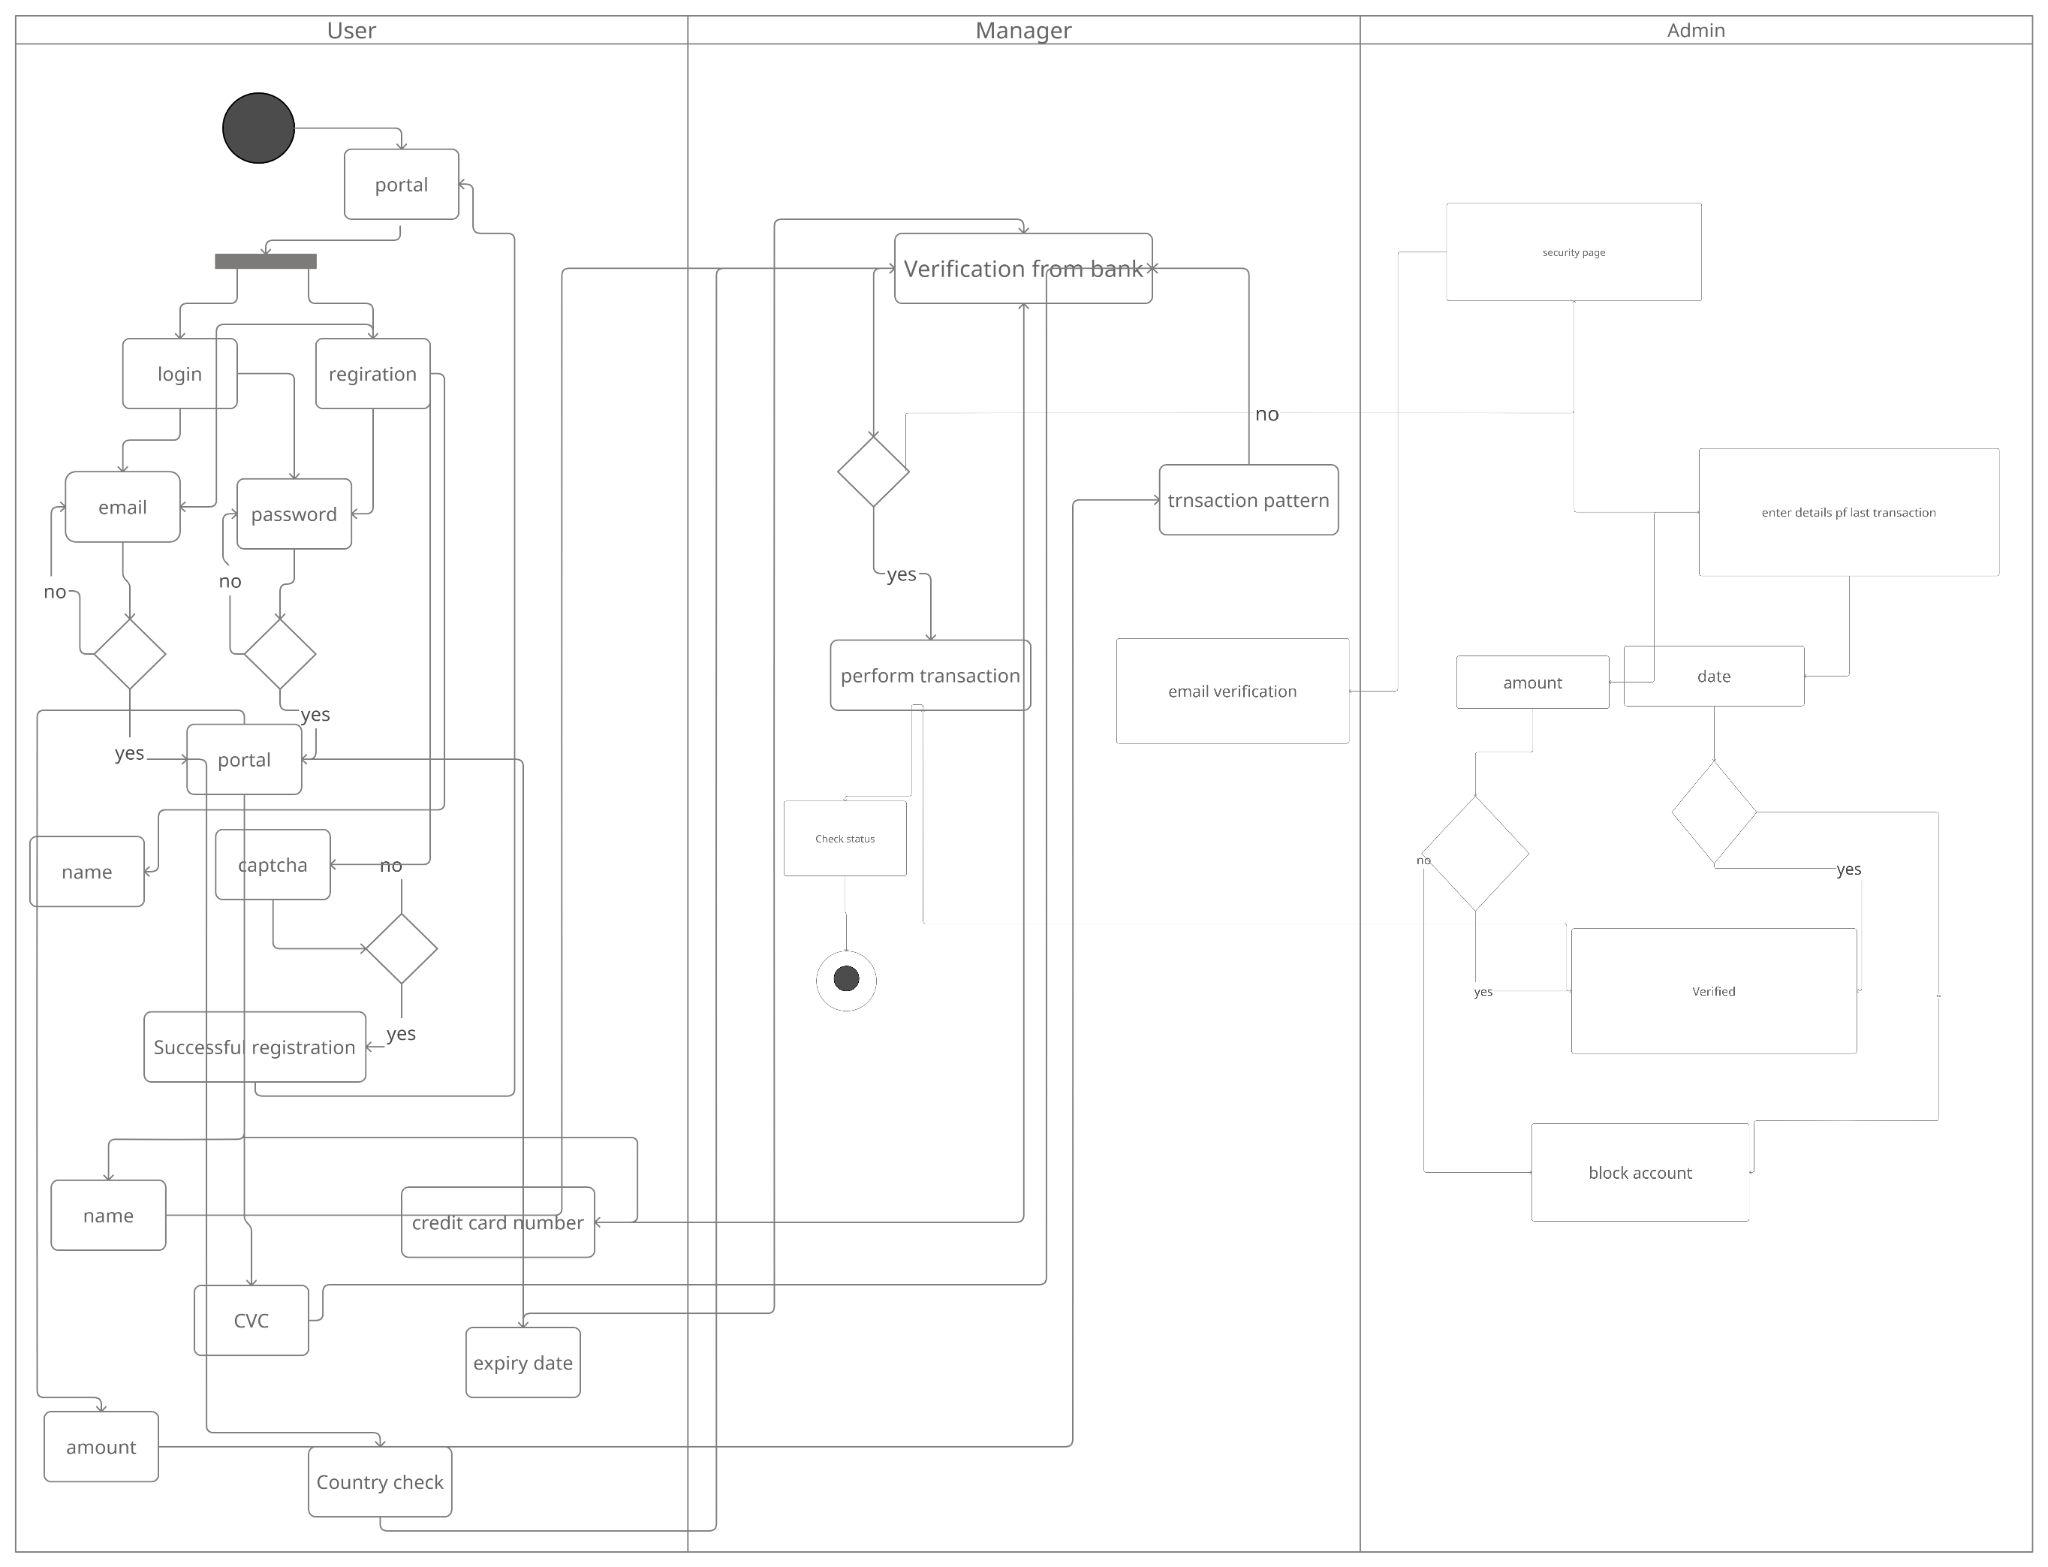 User
Manager
Admin
portal
login
regiration
email
password
no
no
yes
yes
portal
name
captcha
no
yes
Successful registration
name
credit card number
CVC
expiry date
amount
Country check
Verification from bank
no
trnsaction pattern
yes
perform transaction
email verification
Check status
security page
enter details pf last transaction
amount
date
no
yes
yes
Verified
block account